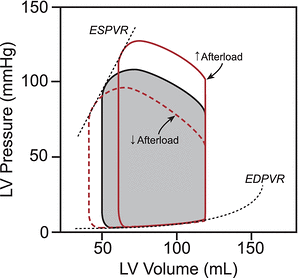 ESPVR
150
↑Afterload
100
LV Pressure (mmHg)
↓Afterload
50
EDPVR
0
50 100 150
LV Volume (mL)